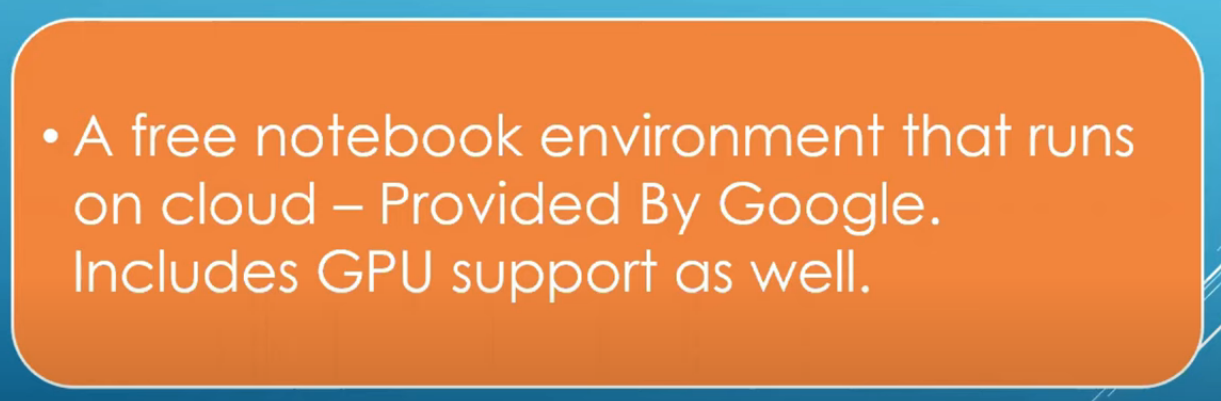 • A free notebook environment that runs
on cloud – Provided By Google.
Includes GPU support as well.